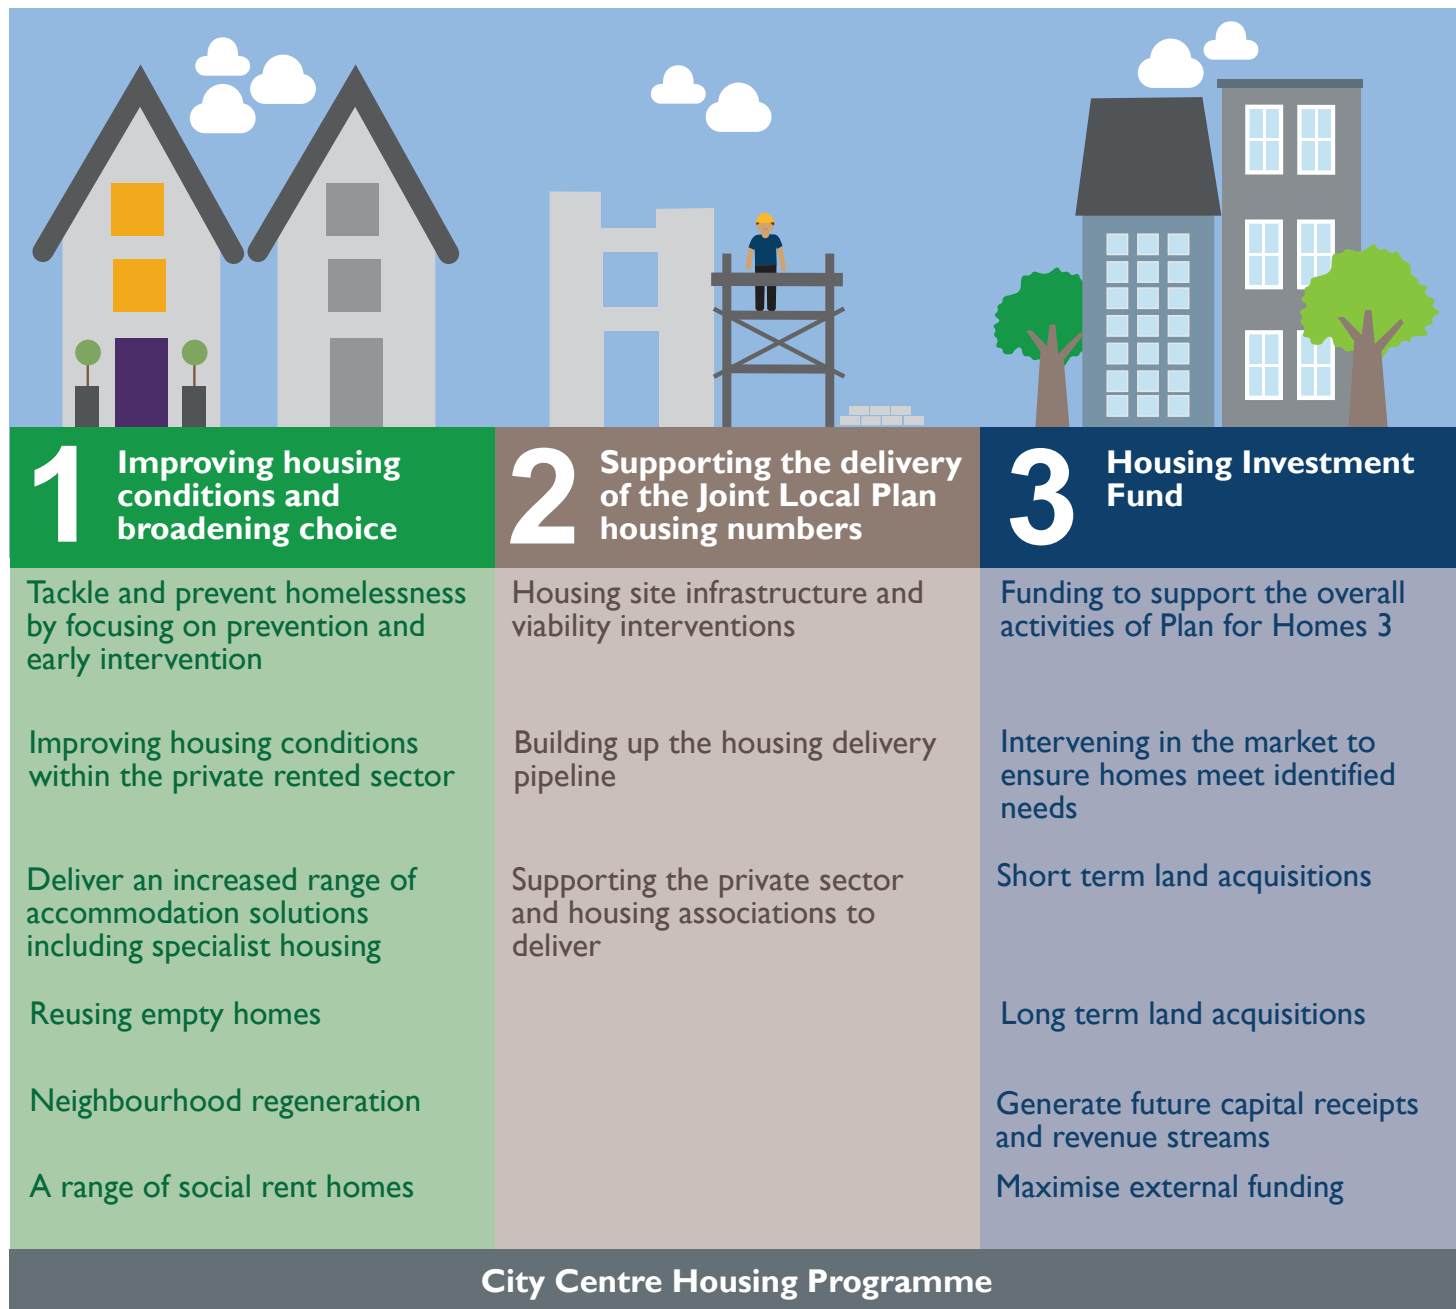 1
Improving housing
conditions and
broadening choice
Tackle and prevent homelessness
by focusing on prevention and
early intervention
Improving housing conditions
within the private rented sector
Deliver an increased range of
accommodation solutions
including specialist housing
Reusing empty homes
Neighbourhood regeneration
A range of social rent homes
2
Supporting the delivery
of the Joint Local Plan
housing numbers
Housing site infrastructure and
viability interventions
Building up the housing delivery
pipeline
Supporting the private sector
and housing associations to
deliver
3
Housing Investment
Fund
Funding to support the overall
activities of Plan for Homes 3
Intervening in the market to
ensure homes meet identified
needs
Short term land acquisitions
Long term land acquisitions
Generate future capital receipts
and revenue streams
Maximise external funding
City Centre Housing Programme